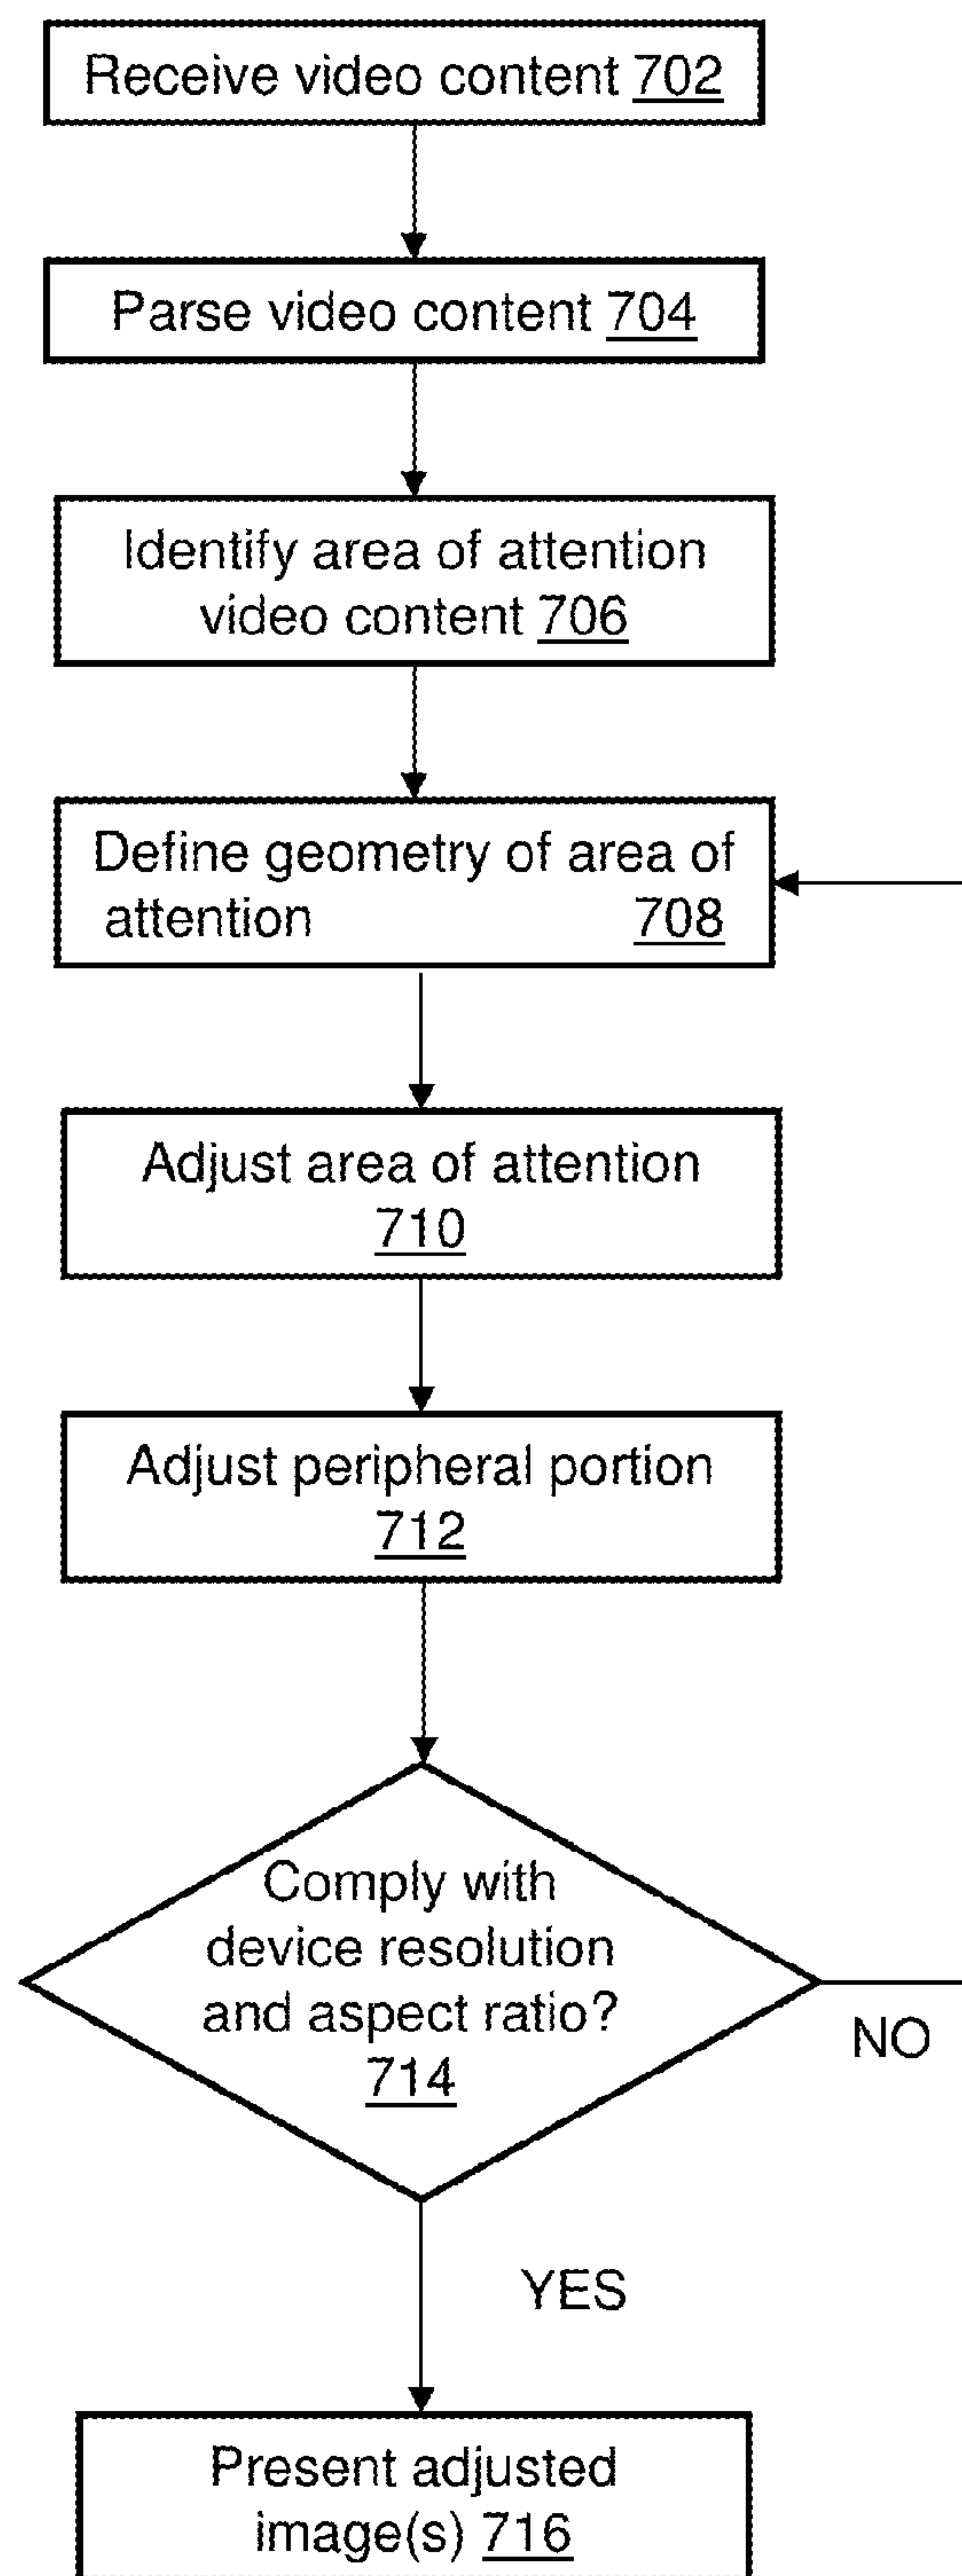 Receive video content 702
Parse video content 704
Identify area of attention
video content 706
Define geometry of area of
attention 708
Adjust area of attention
710
Adjust peripheral portion
712
Comply with
device resolution
and aspect ratio?
714
NO
YES
Present adjusted
image(s) 716